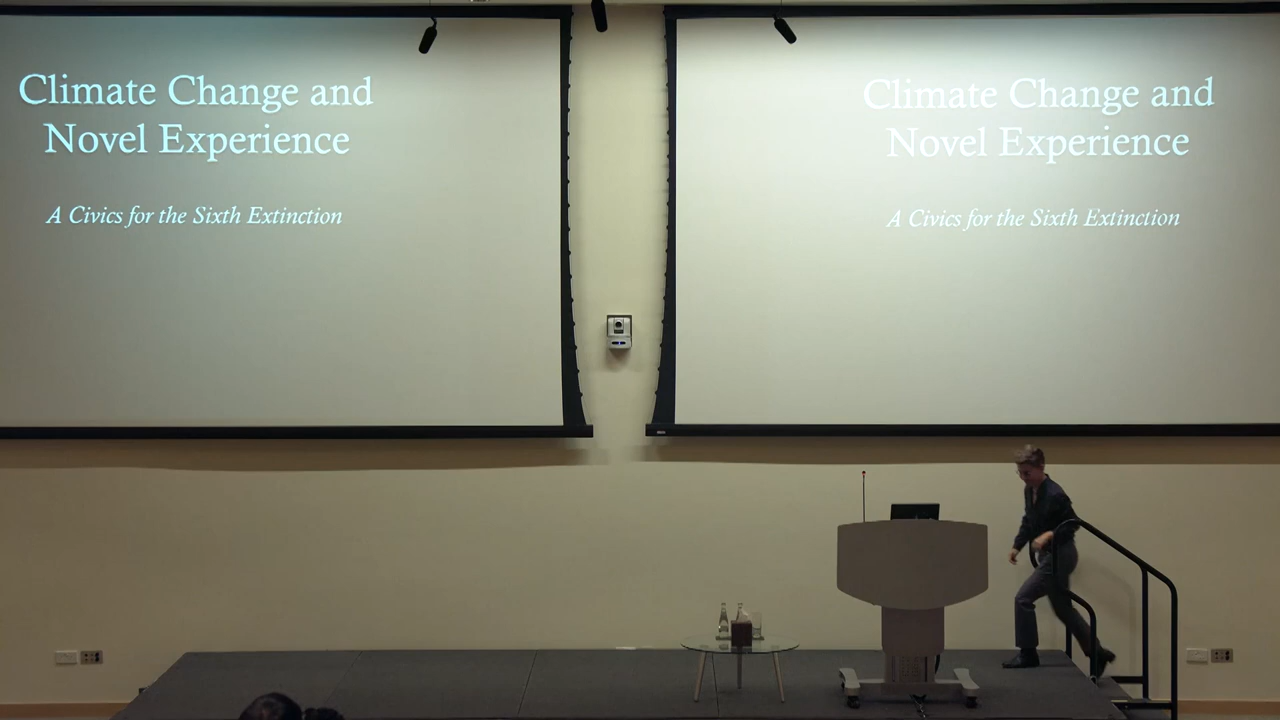 Climate Change and
Novel Experience
A Civics for the Sixth Extinction
Climate Change and
Novel Experience
A Civics for the Sixth Extinction